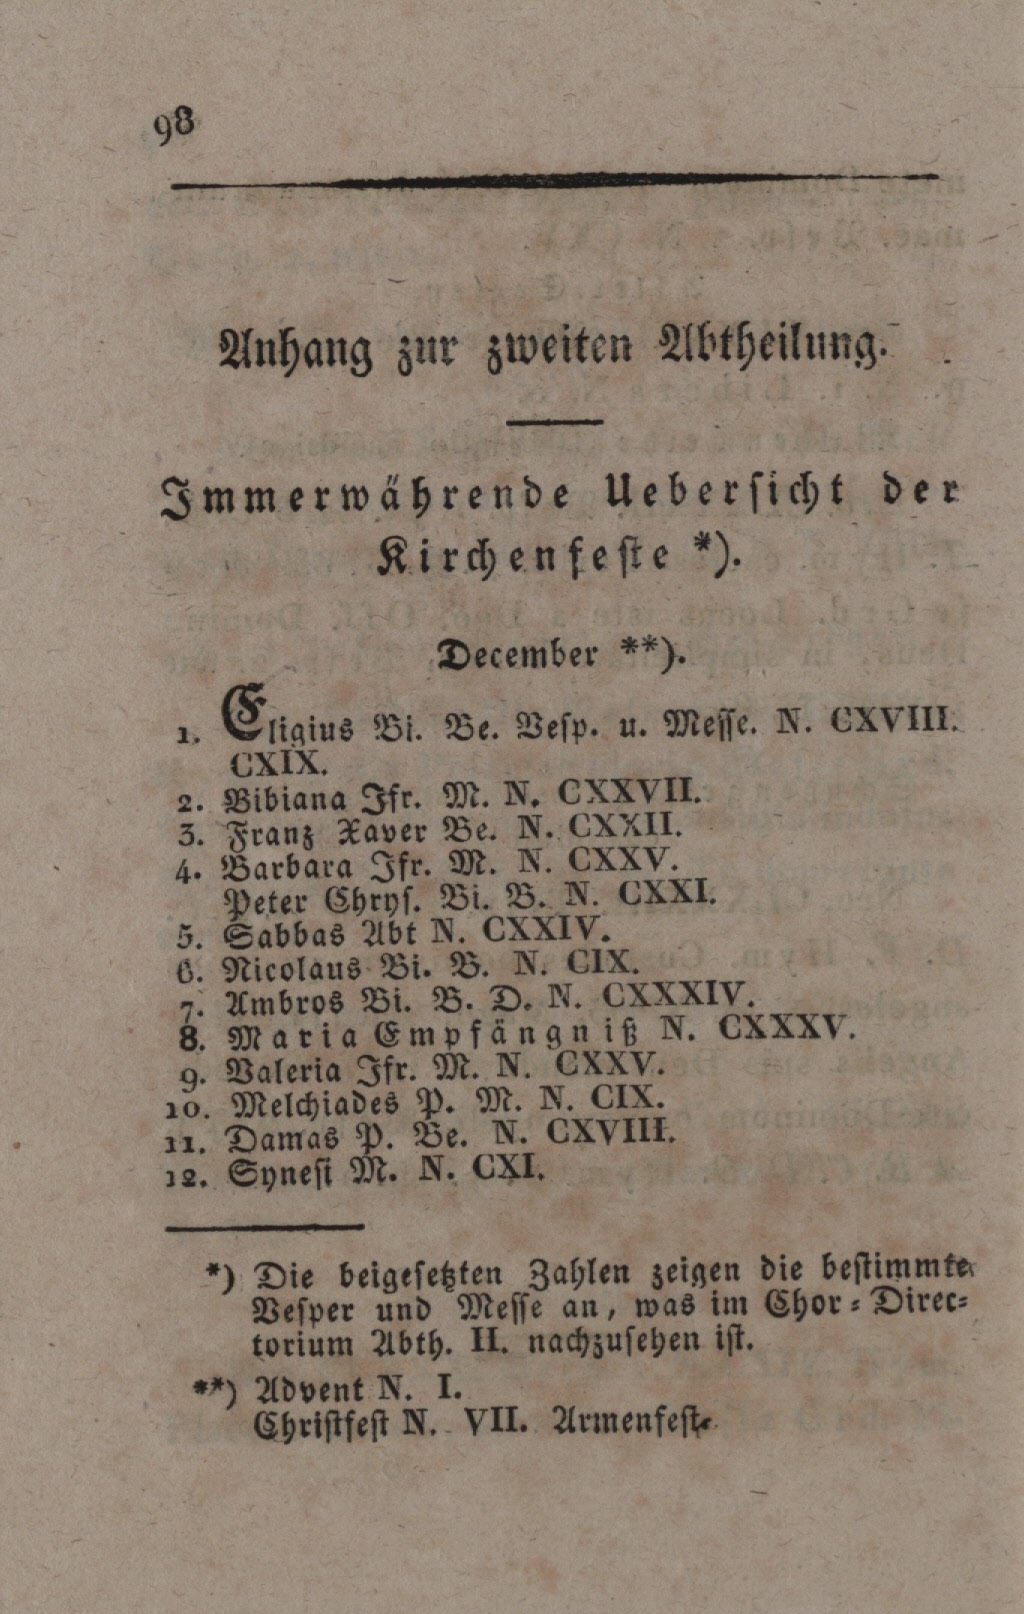 98
Anhang zur zweiten Abtheilung.
Immerwährende Uebersicht der
Kirchenfeste *).
December **).
1. Eligius Bi. Be. Vesp. u. Messe. N. CXVIII.
CXIX.
2. Bibiana Jfr. M. N. CXXVII.
3. Franz Xaver Be. N. CXXII.
4. Barbara Jfr. M. N. CXXV.
Peter Chrys. Bi. B. N. CXXI.
5. Sabbas Abt N. CXXIV.
6. Nicolaus Bi. B. N. CIX.
7. Ambros Bi. B. D. N. CXXXIV.
8. Maria Empfängniß N. CXXXV.
9. Valeria Jfr. M. N. CXXV.
10. Melchiades P. M. N. CIX.
11. Damas P. Be. N. CXVIII.
12. Synesi M. N. CXI.
*) Die beigesetzten Zahlen zeigen die bestimmte
Vesper und Messe an, was im Chor-Direc-
torium Abth. II. nachzusehen ist.
**) Advent N. I.
Christfest N. VII. Armenfest.